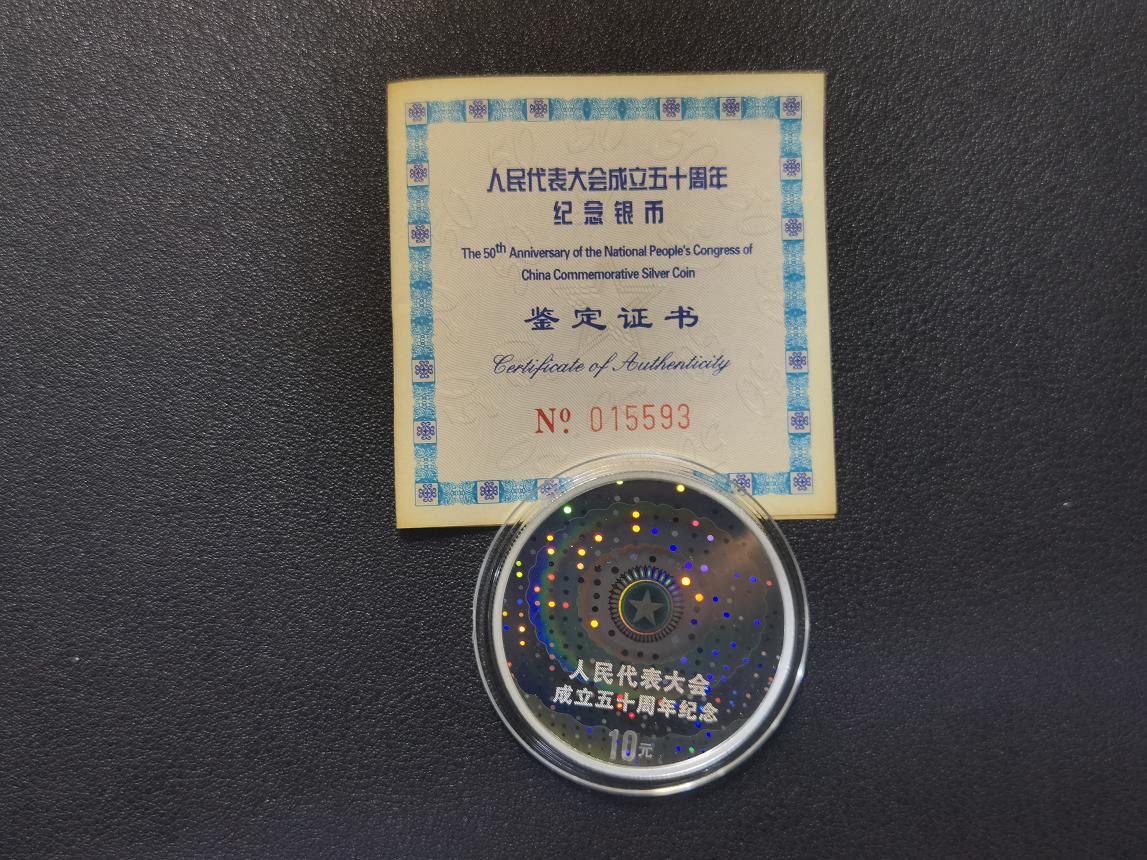 人民代表大会成立五十周年
纪念银币
The 50th Anniversary of the National People's Congress of
China Commemorative Silver Coin
鉴定证书
Certificate of Authenticity
Nº. 015593
人民代表大会
成立五十周年纪念
10元